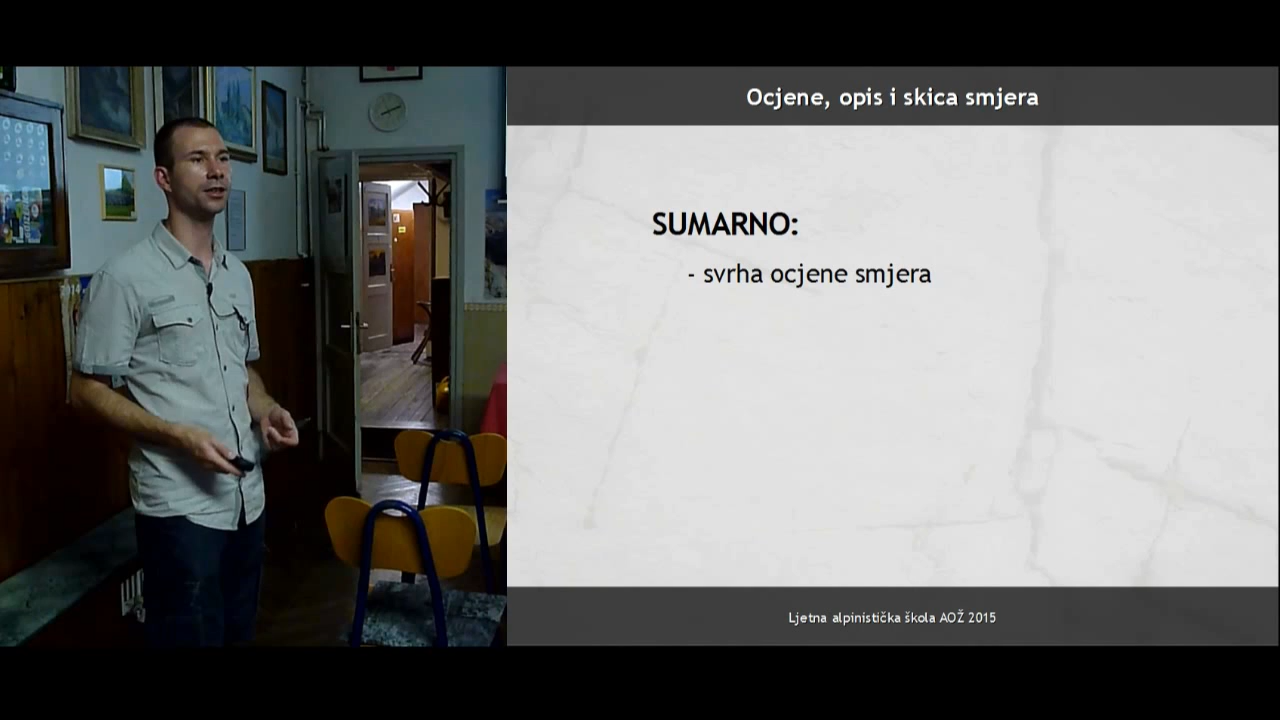 Ocjene, opis i skica smjera
SUMARNO:
- svrha ocjene smjera
Ljetna alpinistička škola AOŽ 2015